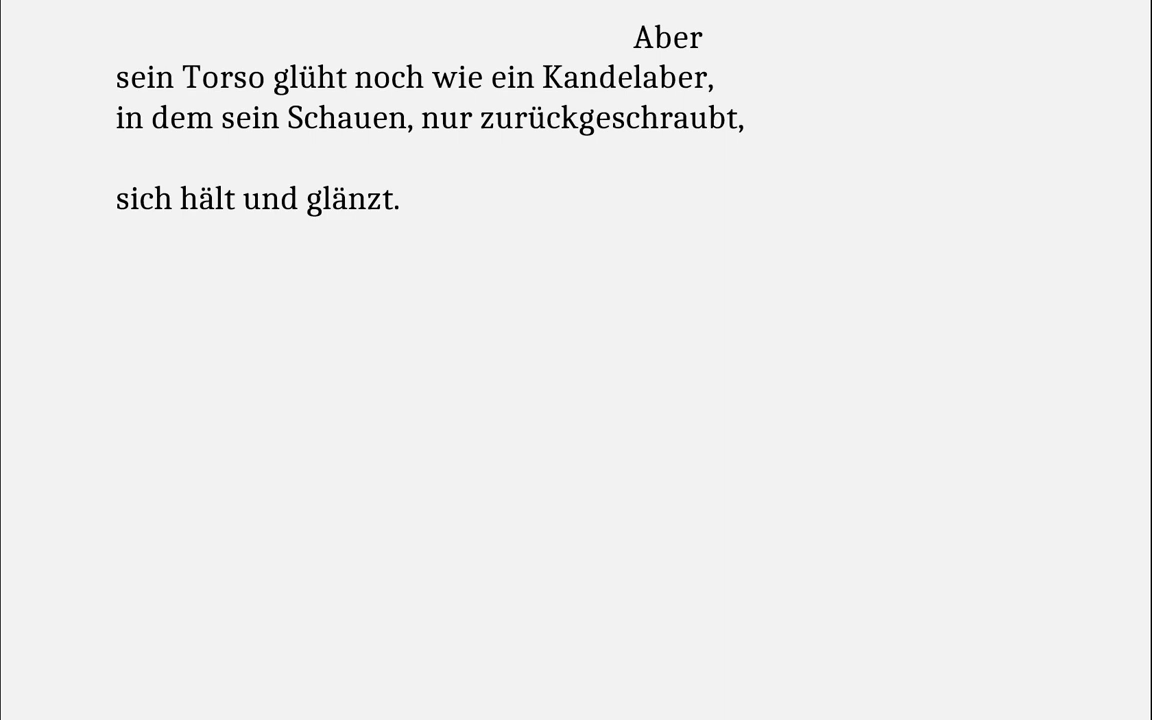 Aber
sein Torso glüht noch wie ein Kandelaber,
in dem sein Schauen, nur zurückgeschraubt,
sich hält und glänzt.